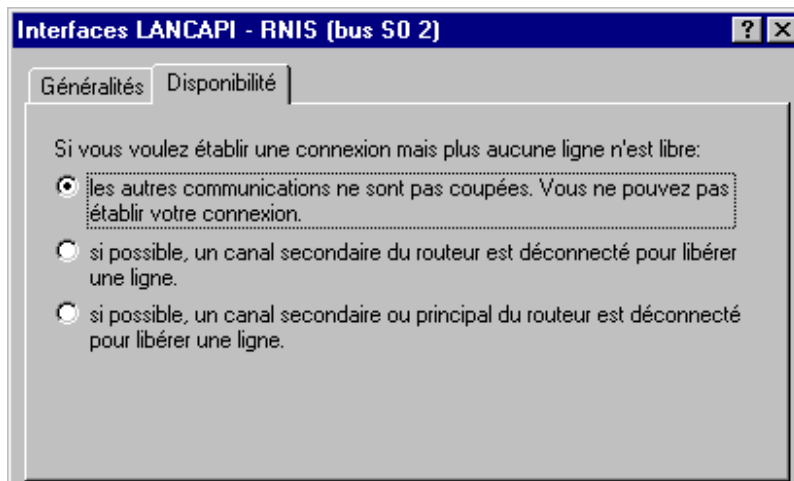 Interfaces LANCAPI - RNIS (bus S0 2)
Généralités Disponibilité
Si vous voulez établir une connexion mais plus aucune ligne n'est libre:
les autres communications ne sont pas coupées. Vous ne pouvez pas
établir votre connexion.
si possible, un canal secondaire du routeur est déconnecté pour libérer
une ligne.
si possible, un canal secondaire ou principal du routeur est déconnecté
pour libérer une ligne.